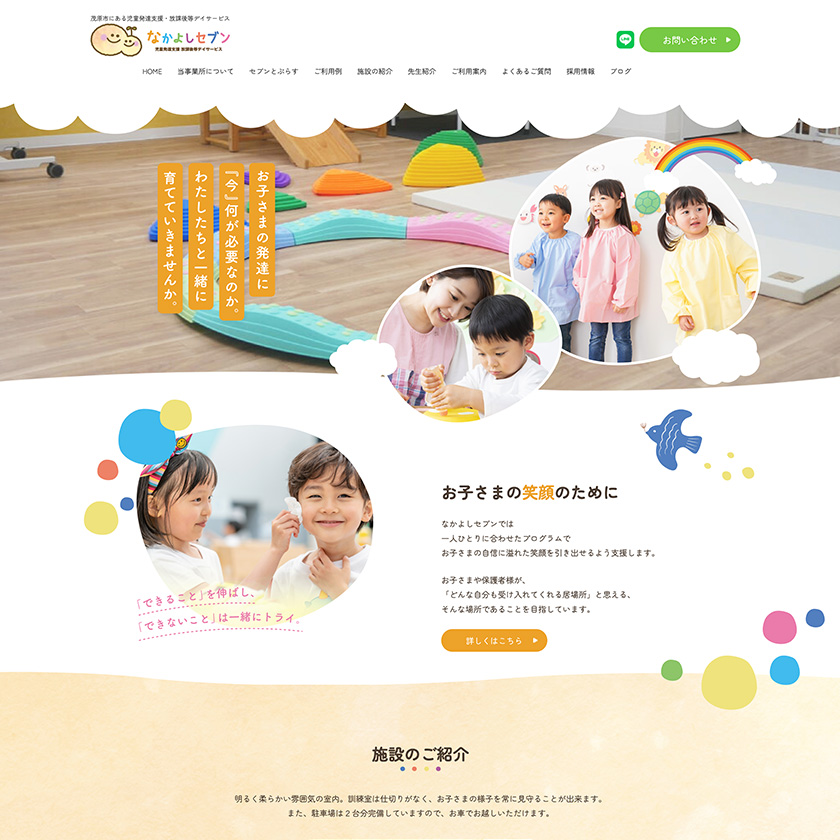 茂原市にある児童発達支援・放課後等デイサービス
なかよしセブン
児童発達支援 放課後等デイサービス
LINE
お問い合わせ
HOME
当事業所について
セブンとぷらす
ご利用例
施設の紹介
先生紹介
ご利用案内
よくあるご質問
採用情報
ブログ
お子さまの発達に
『今』何が必要なのか。
わたしたちと一緒に
育てていきませんか。
お子さまの笑顔のために
なかよしセブンでは
一人ひとりに合わせたプログラムで
お子さまの自信に溢れた笑顔を引き出せるよう支援します。
お子さまや保護者様が、
「どんな自分も受け入れてくれる居場所」と思える、
そんな場所であることを目指しています。
詳しくはこちら
「できること」を伸ばし、
「できないこと」は一緒にトライ。
施設のご紹介
明るく柔らかい雰囲気の室内。訓練室は仕切りがなく、お子さまの様子を常に見守ることが出来ます。
また、駐車場は２台分完備していますので、お車でお越しいただけます。